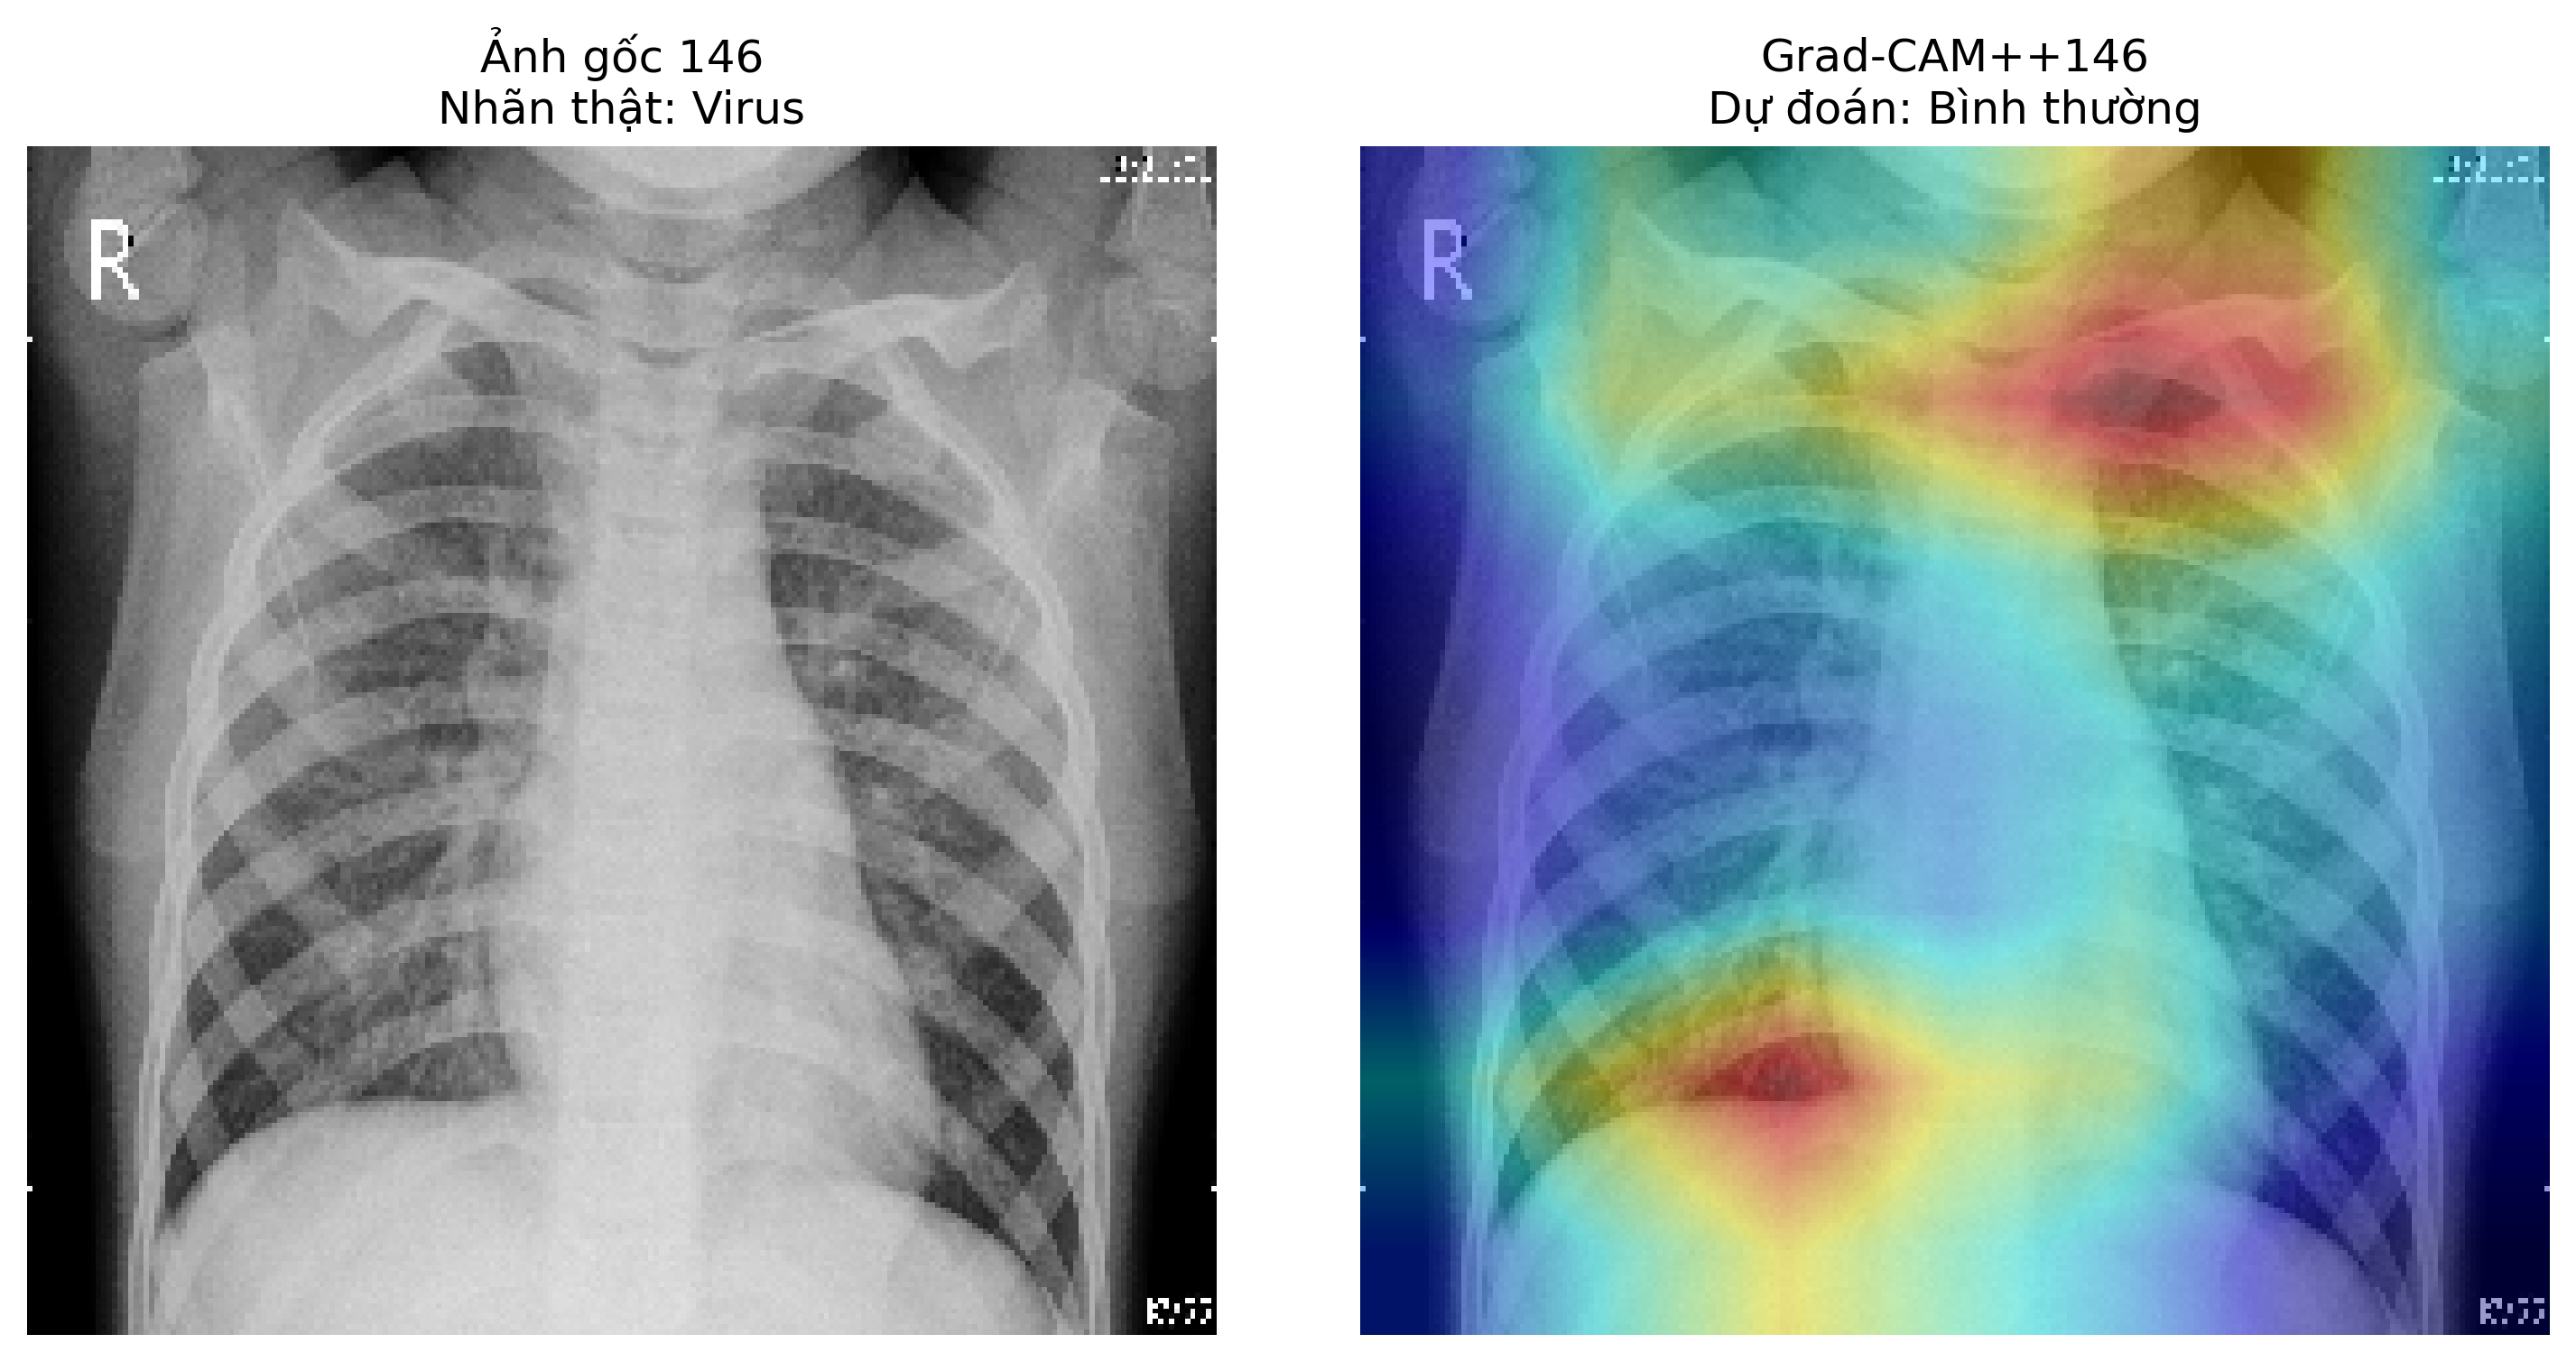 Ảnh gốc 146
Nhãn thật: Virus
Grad-CAM++146
Dự đoán: Bình thường
R
R